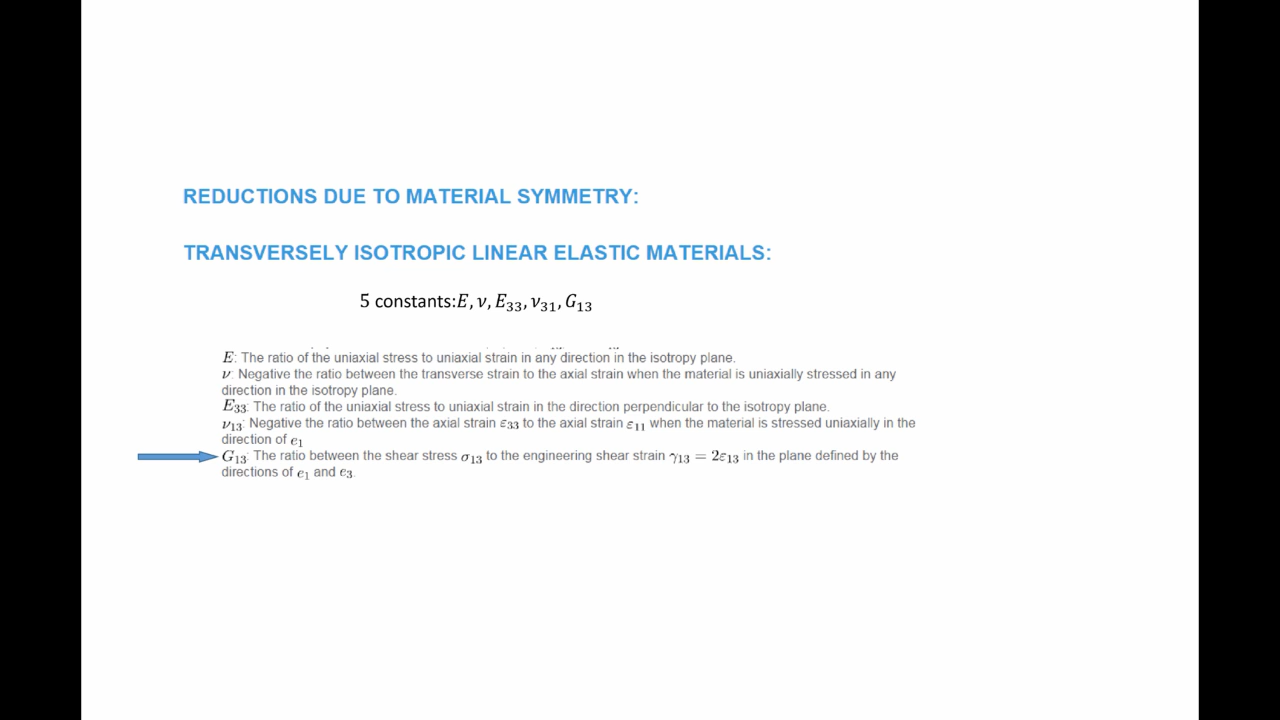 REDUCTIONS DUE TO MATERIAL SYMMETRY:
TRANSVERSELY ISOTROPIC LINEAR ELASTIC MATERIALS:
5 constants:E, ν, E₃₃, ν₃₁, G₁₃
E: The ratio of the uniaxial stress to uniaxial strain in any direction in the isotropy plane.
ν: Negative the ratio between the transverse strain to the axial strain when the material is uniaxially stressed in any
direction in the isotropy plane.
E₃₃: The ratio of the uniaxial stress to uniaxial strain in the direction perpendicular to the isotropy plane.
ν₁₃: Negative the ratio between the axial strain ε₃₃ to the axial strain ε₁₁ when the material is stressed uniaxially in the
direction of e₁
G₁₃: The ratio between the shear stress σ₁₃ to the engineering shear strain γ₁₃ = 2ε₁₃ in the plane defined by the
directions of e₁ and e₃.